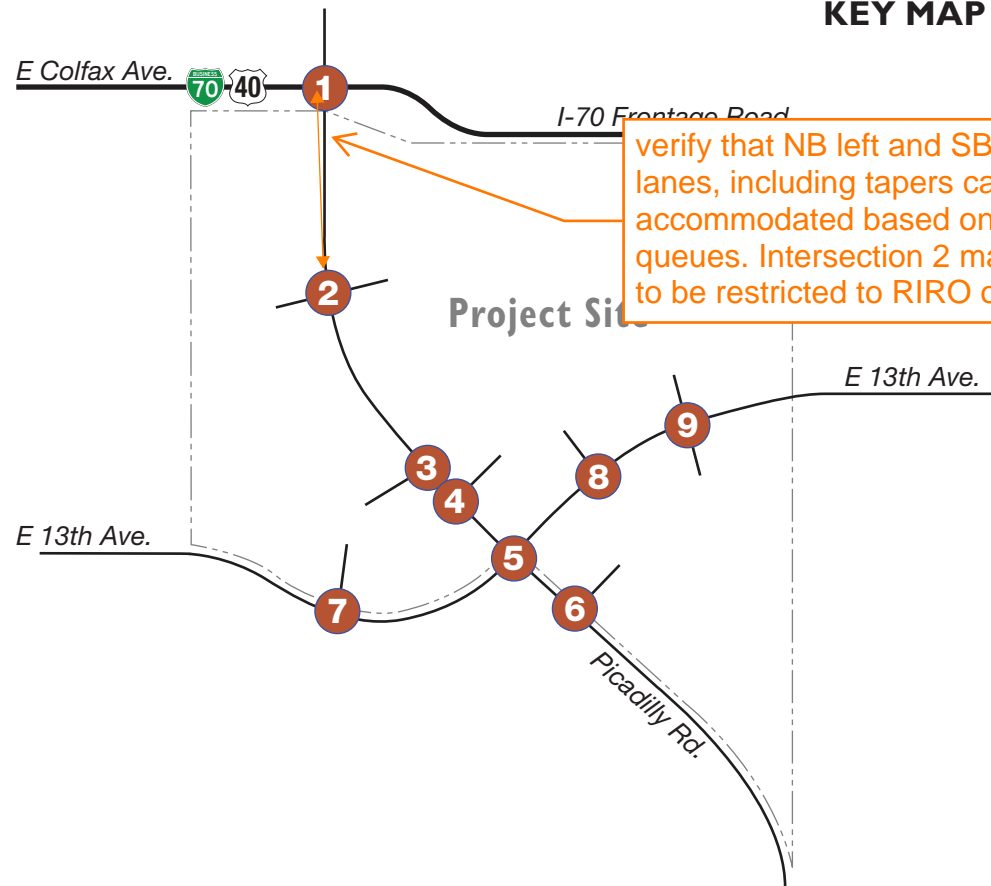 KEY MAP
E Colfax Ave.
BUSINESS
70
40
1
I-70 Frontage Road
verify that NB left and SB
lanes, including tapers
accommodated based on
queues. Intersection 2
to be restricted to RIRO
2
Project Site
E 13th Ave.
9
3
8
4
E 13th Ave.
5
7
6
Picadilly Rd.